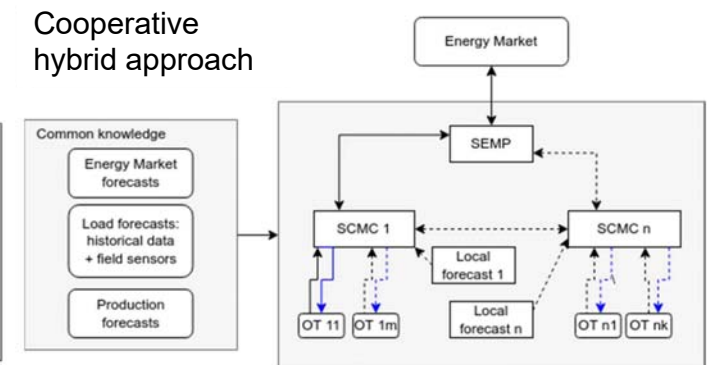 Cooperative
hybrid approach
Energy Market
Common knowledge
Energy Market
forecasts
Load forecasts:
historical data
+ field sensors
Production
forecasts
SEMP
SCMC 1
SCMC n
Local
forecast 1
Local
forecast n
OT 11
OT 1m
OT n1
OT nk